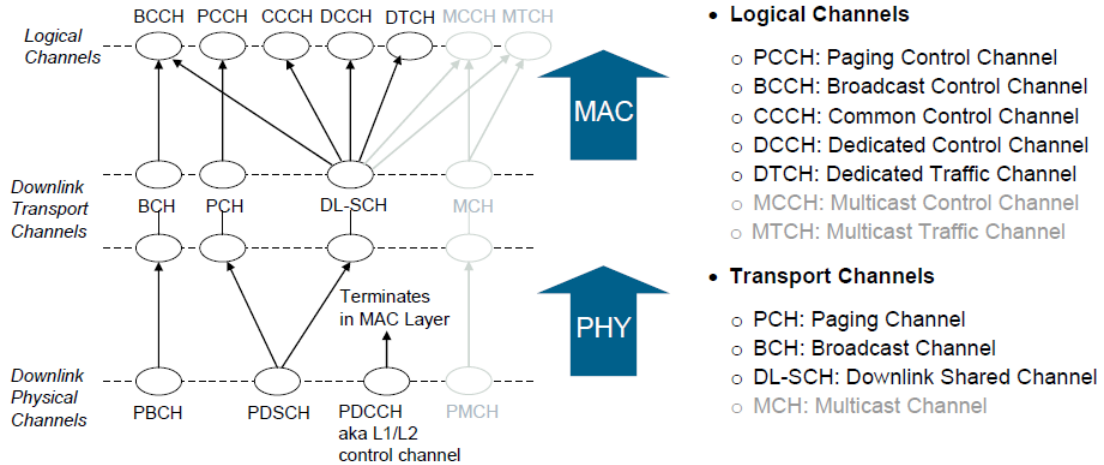 BCCH PCCH CCCH DCCH DTCH MCCH MTCH
Logical
Channels
Downlink
Transport
Channels
BCH PCH DL-SCH MCH
Terminates
in MAC Layer
Downlink
Physical
Channels
PBCH PDSCH PDCCH PMCH
aka L1/L2
control channel
MAC
PHY
• Logical Channels
o PCCH: Paging Control Channel
o BCCH: Broadcast Control Channel
o CCCH: Common Control Channel
o DCCH: Dedicated Control Channel
o DTCH: Dedicated Traffic Channel
o MCCH: Multicast Control Channel
o MTCH: Multicast Traffic Channel
• Transport Channels
o PCH: Paging Channel
o BCH: Broadcast Channel
o DL-SCH: Downlink Shared Channel
o MCH: Multicast Channel